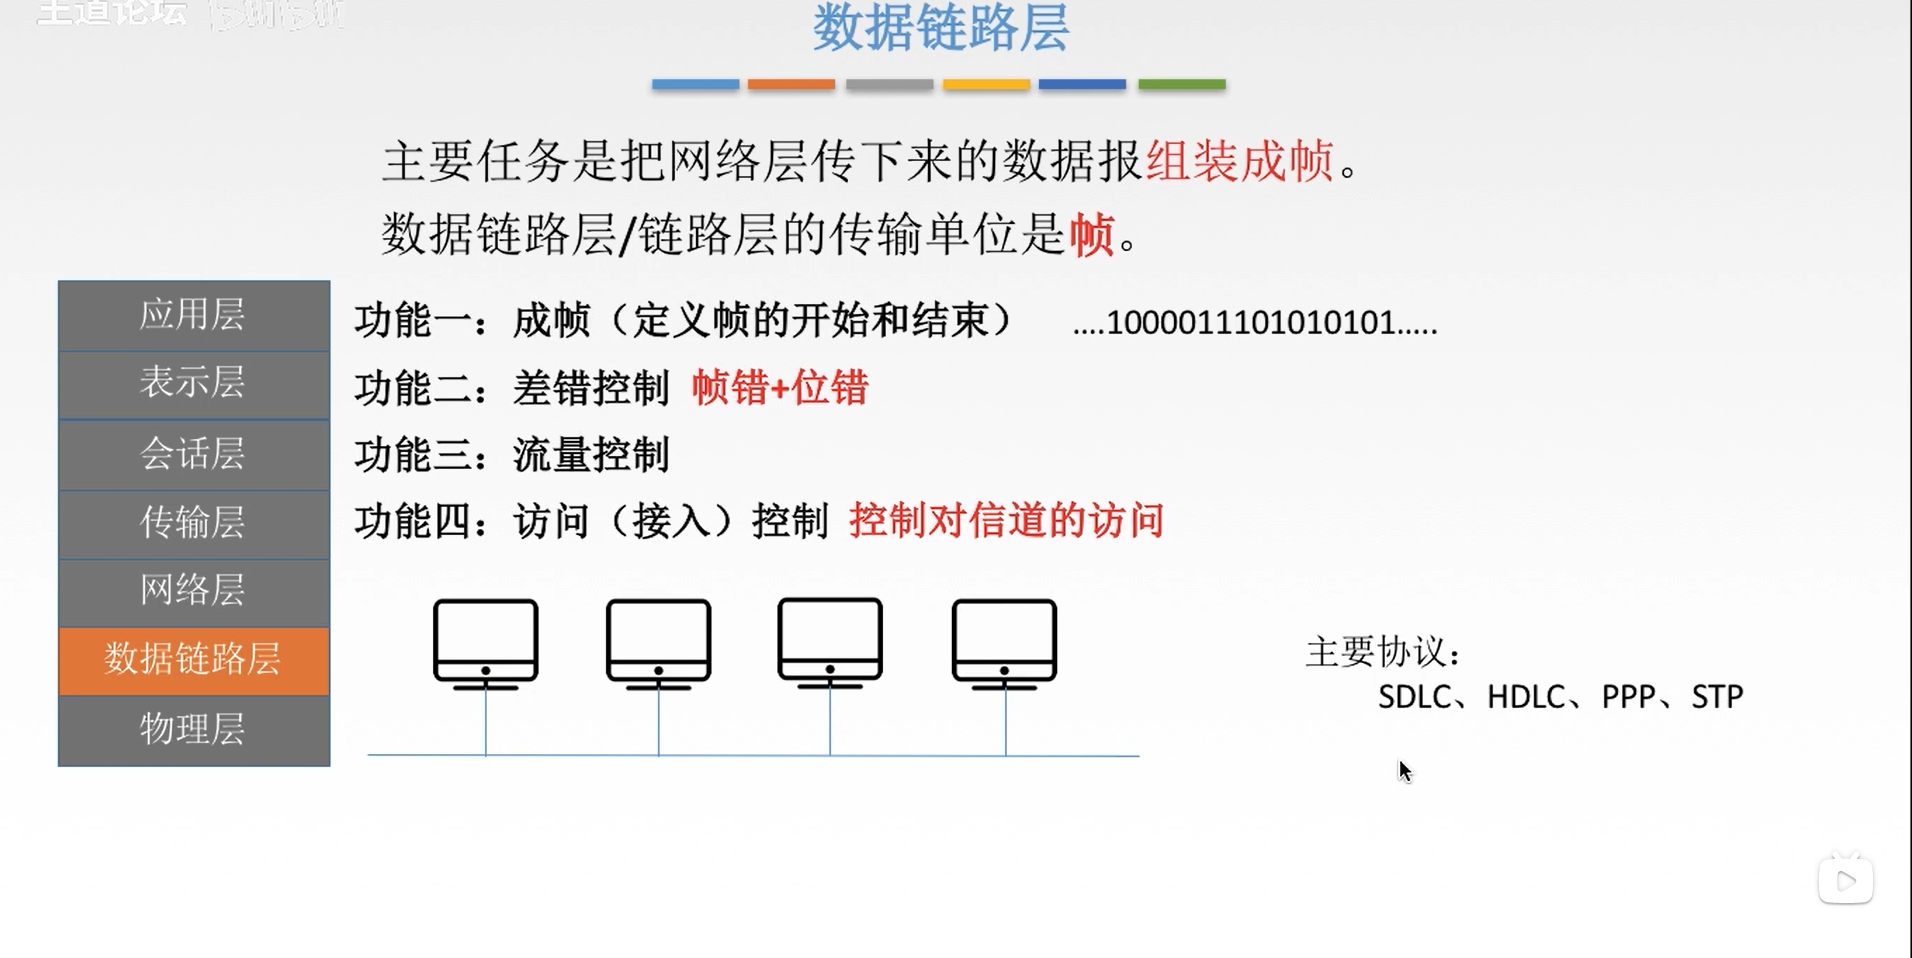 王道论坛 bilibili
数据链路层
主要任务是把网络层传下来的数据报组装成帧。
数据链路层/链路层的传输单位是帧。
应用层
表示层
会话层
传输层
网络层
数据链路层
物理层
功能一：成帧（定义帧的开始和结束） ....1000011101010101.....
功能二：差错控制 帧错+位错
功能三：流量控制
功能四：访问（接入）控制 控制对信道的访问
主要协议：
SDLC、HDLC、PPP、STP